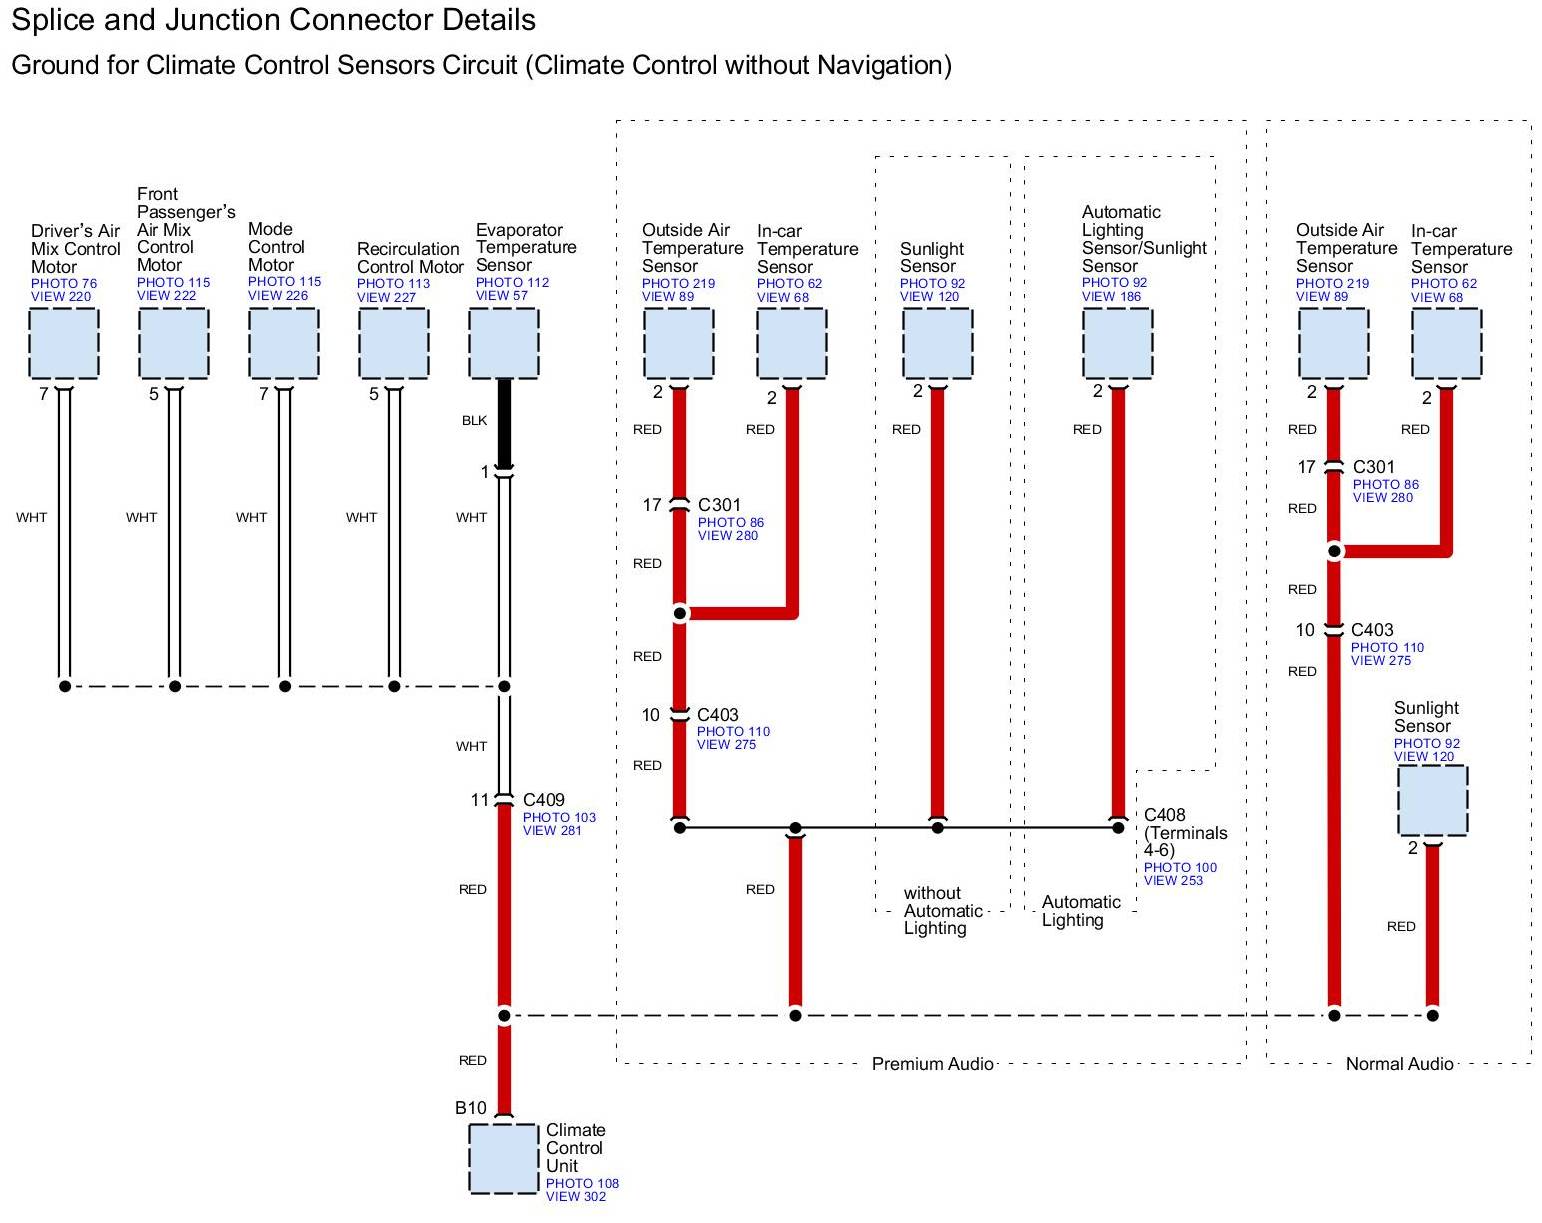 Splice and Junction Connector Details
Ground for Climate Control Sensors Circuit (Climate Control without Navigation)
Driver's Air
Mix Control
Motor
PHOTO 76
VIEW 220
Front
Passenger's
Air Mix
Control
Motor
PHOTO 115
VIEW 222
Mode
Control
Motor
PHOTO 115
VIEW 226
Recirculation
Control Motor
PHOTO 113
VIEW 227
Evaporator
Temperature
Sensor
PHOTO 112
VIEW 57
Outside Air
Temperature
Sensor
PHOTO 219
VIEW 89
In-car
Temperature
Sensor
PHOTO 62
VIEW 68
Sunlight
Sensor
PHOTO 92
VIEW 120
Automatic
Lighting
Sensor/Sunlight
Sensor
PHOTO 92
VIEW 186
Outside Air
Temperature
Sensor
PHOTO 219
VIEW 89
In-car
Temperature
Sensor
PHOTO 62
VIEW 68
7
5
7
5
2
2
2
2
2
2
BLK
RED
RED
RED
RED
RED
RED
1
17
C301
PHOTO 86
VIEW 280
17
C301
PHOTO 86
VIEW 280
WHT
WHT
WHT
WHT
WHT
RED
RED
RED
RED
10
C403
PHOTO 110
VIEW 275
10
C403
PHOTO 110
VIEW 275
RED
RED
WHT
Sunlight
Sensor
PHOTO 92
VIEW 120
11
C409
PHOTO 103
VIEW 281
C408
(Terminals
4-6)
PHOTO 100
VIEW 253
2
RED
RED
without
Automatic
Lighting
Automatic
Lighting
RED
RED
Premium Audio
Normal Audio
B10
Climate
Control
Unit
PHOTO 108
VIEW 302